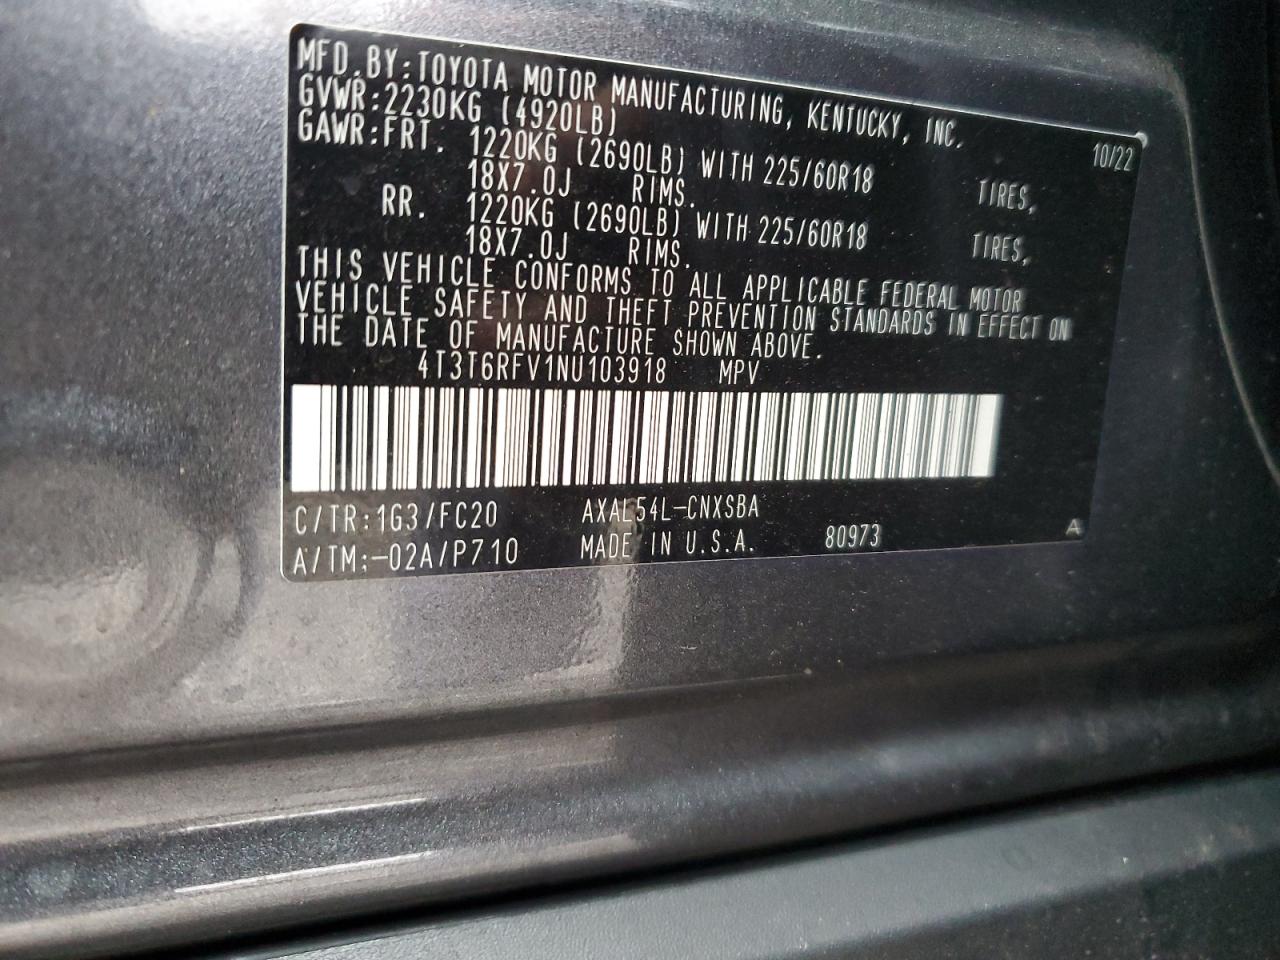 MFD. BY: TOYOTA MOTOR MANUFACTURING, KENTUCKY, INC.
10/22
GVWR: 2230KG (4920LB)
GAWR: FRT. 1220KG (2690LB) WITH 225/60R18 TIRES,
18X7.0J RIMS.
RR. 1220KG (2690LB) WITH 225/60R18 TIRES,
18X7.0J RIMS.
THIS VEHICLE CONFORMS TO ALL APPLICABLE FEDERAL MOTOR
VEHICLE SAFETY AND THEFT PREVENTION STANDARDS IN EFFECT ON
THE DATE OF MANUFACTURE SHOWN ABOVE.
4T3T6RFV1NU103918 MPV
C/TR: 1G3/FC20 AXAL54L-CNXSBA
A/TM: -02A/P710 MADE IN U.S.A. 80973 A